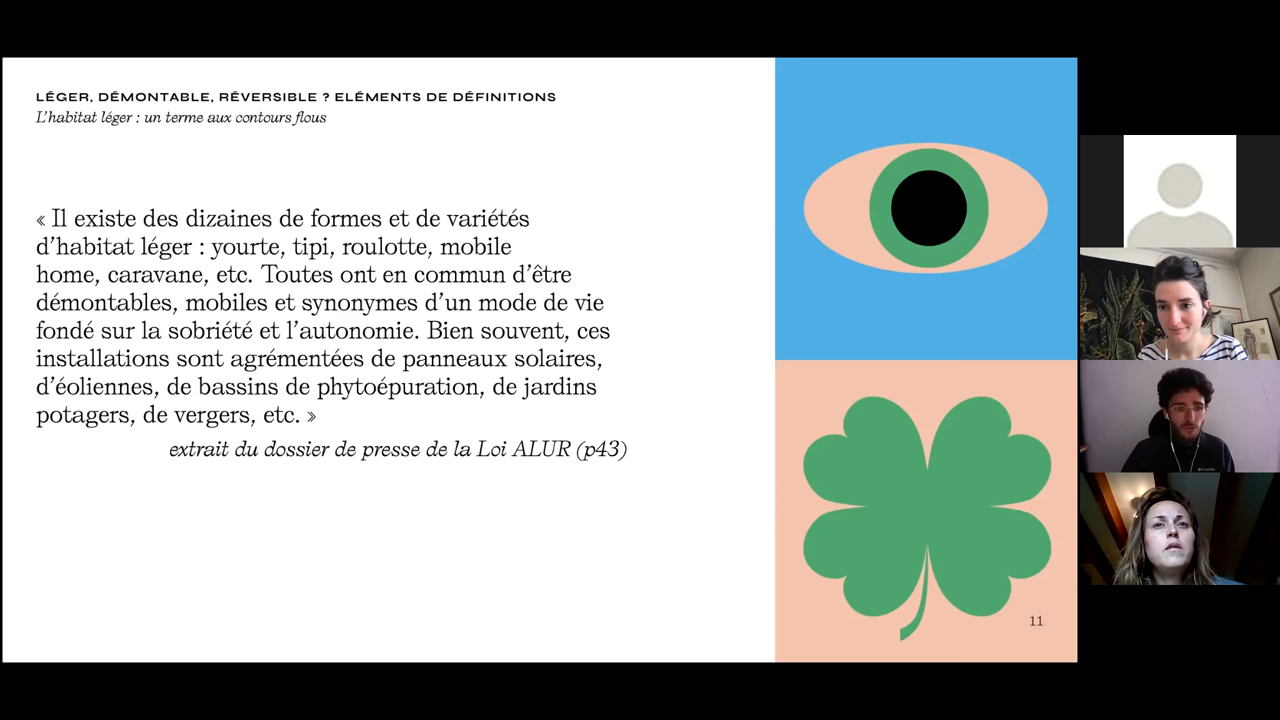 LÉGER, DÉMONTABLE, RÉVERSIBLE ? ELÉMENTS DE DÉFINITIONS
L'habitat léger : un terme aux contours flous
« Il existe des dizaines de formes et de variétés
d'habitat léger : yourte, tipi, roulotte, mobile
home, caravane, etc. Toutes ont en commun d'être
démontables, mobiles et synonymes d'un mode de vie
fondé sur la sobriété et l'autonomie. Bien souvent, ces
installations sont agrémentées de panneaux solaires,
d'éoliennes, de bassins de phytoépuration, de jardins
potagers, de vergers, etc. »
extrait du dossier de presse de la Loi ALUR (p43)
11